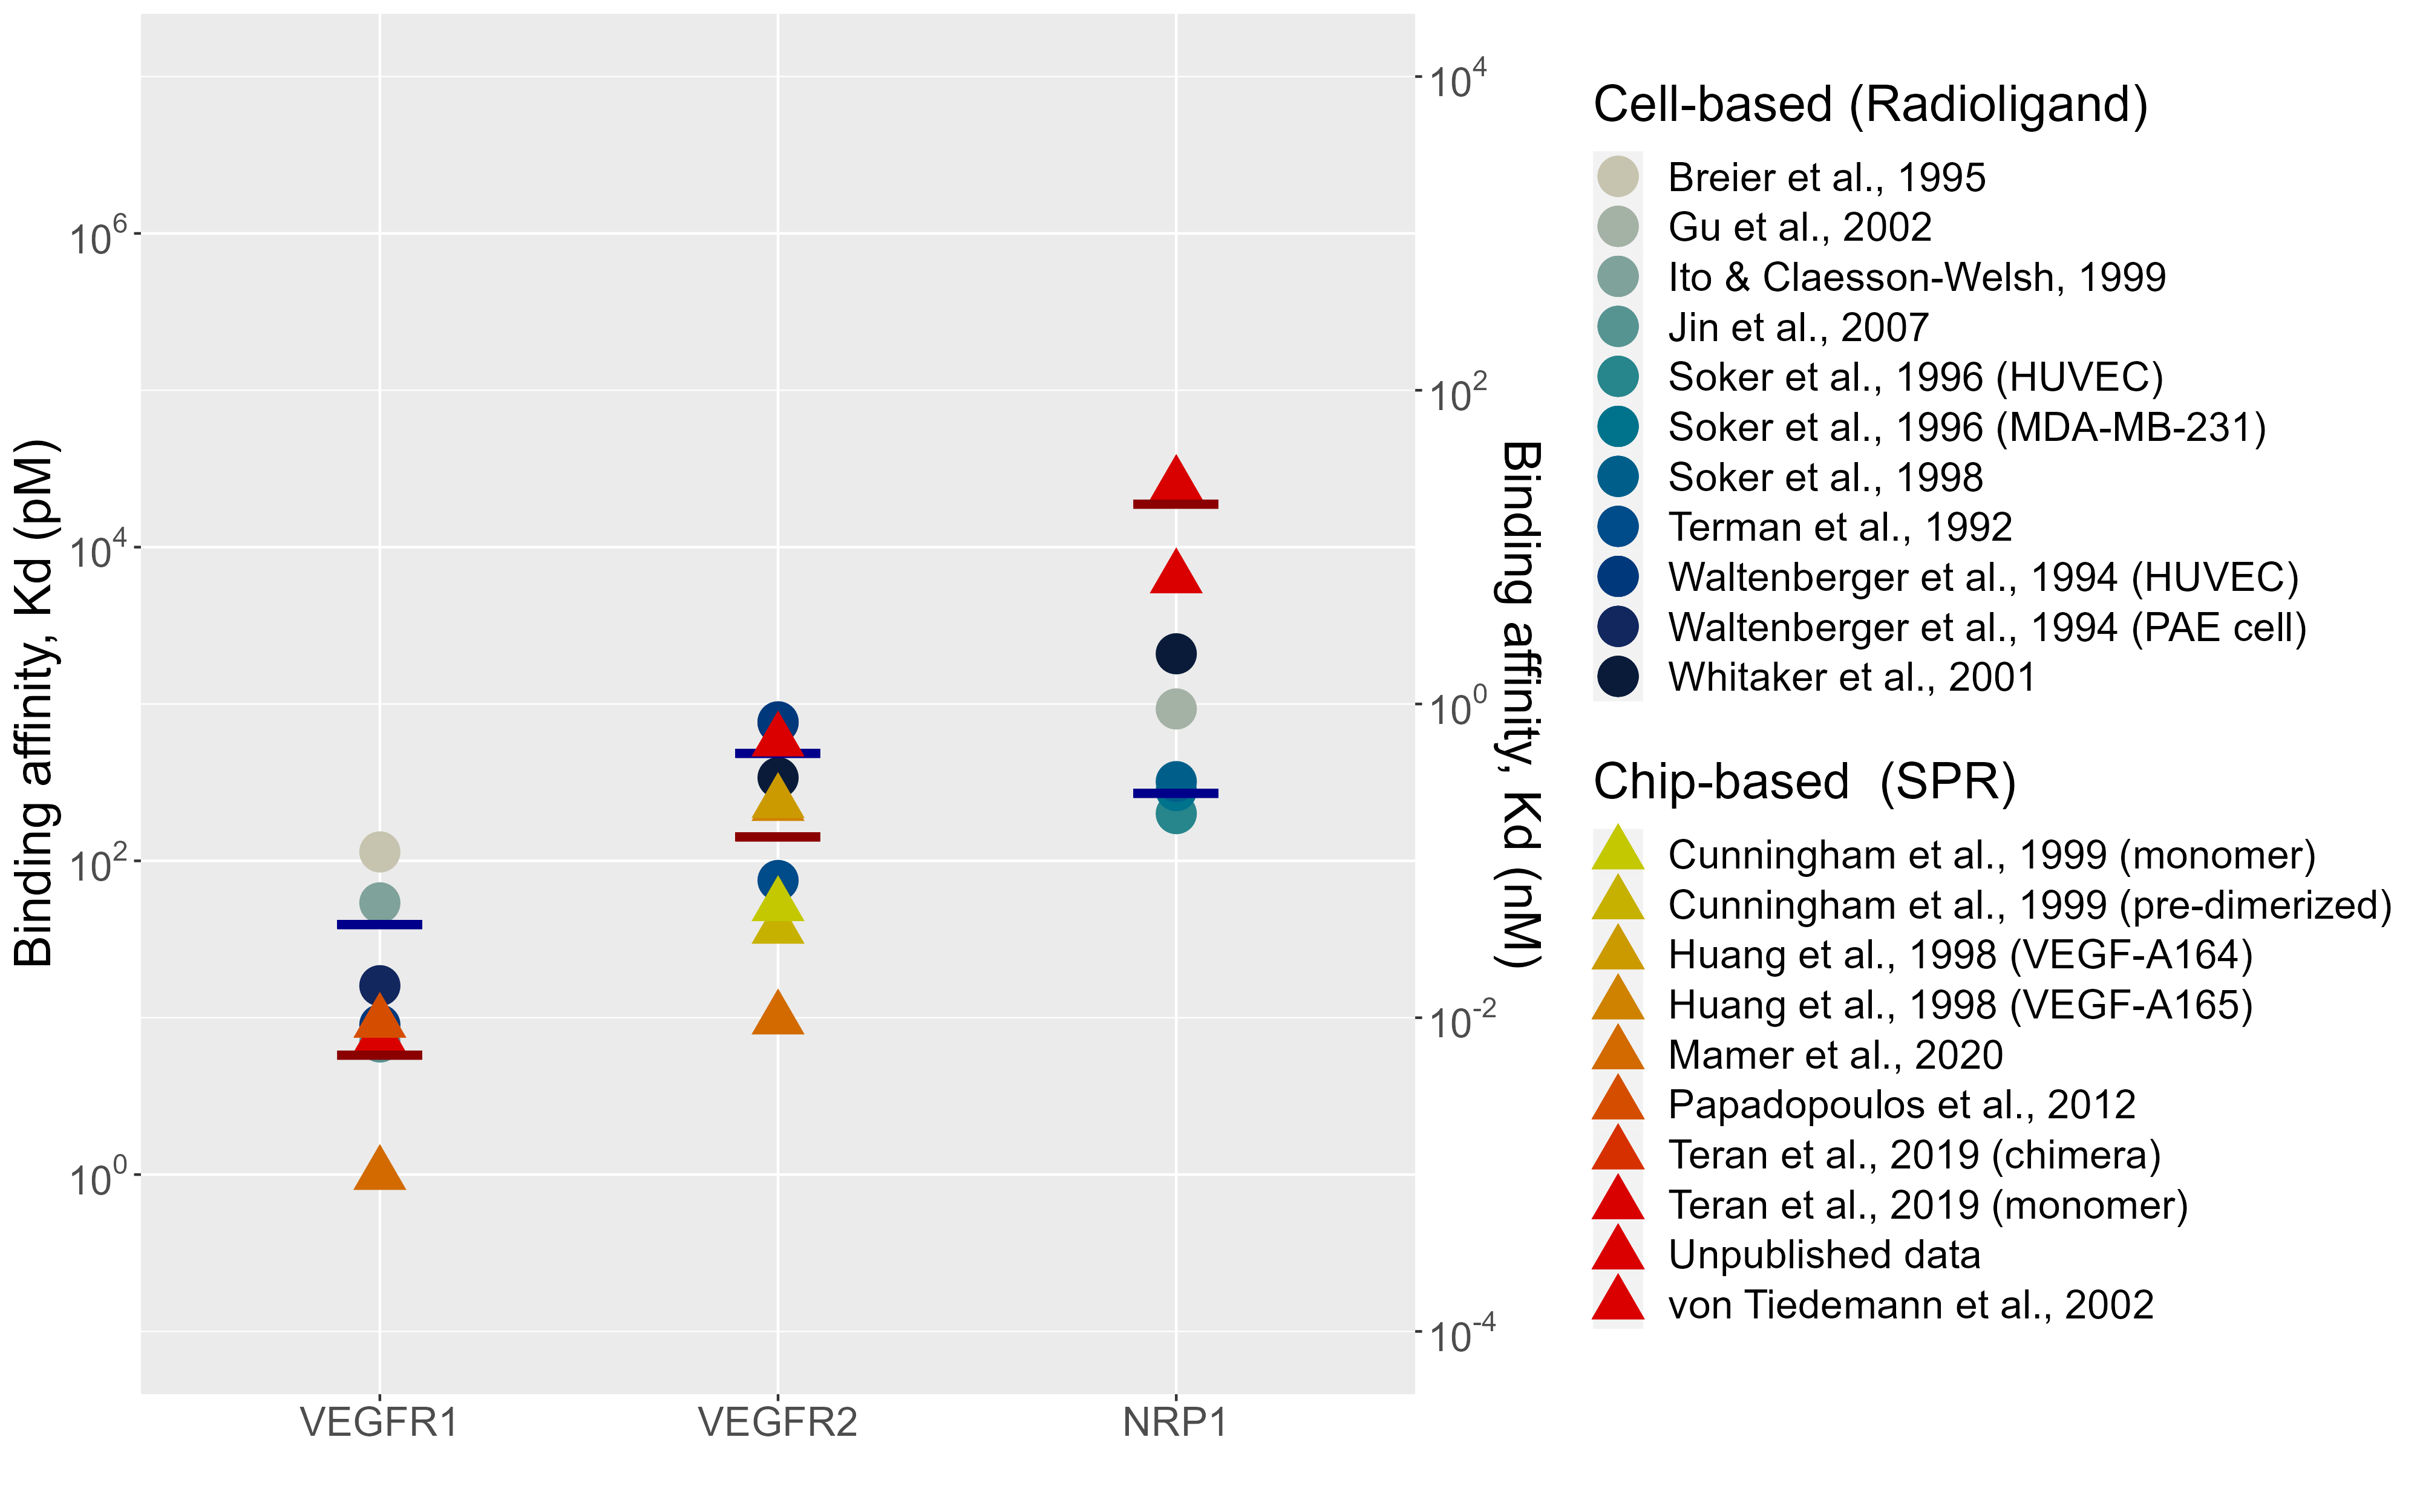 Binding affinity, Kd (pM)
10^6
10^4
10^2
10^0
VEGFR1
VEGFR2
NRP1
10^4
10^2
10^0
10^-2
10^-4
Binding affinity, Kd (nM)
Cell-based (Radioligand)
Breier et al., 1995
Gu et al., 2002
Ito & Claesson-Welsh, 1999
Jin et al., 2007
Soker et al., 1996 (HUVEC)
Soker et al., 1996 (MDA-MB-231)
Soker et al., 1998
Terman et al., 1992
Waltenberger et al., 1994 (HUVEC)
Waltenberger et al., 1994 (PAE cell)
Whitaker et al., 2001
Chip-based (SPR)
Cunningham et al., 1999 (monomer)
Cunningham et al., 1999 (pre-dimerized)
Huang et al., 1998 (VEGF-A164)
Huang et al., 1998 (VEGF-A165)
Mamer et al., 2020
Papadopoulos et al., 2012
Teran et al., 2019 (chimera)
Teran et al., 2019 (monomer)
Unpublished data
von Tiedemann et al., 2002